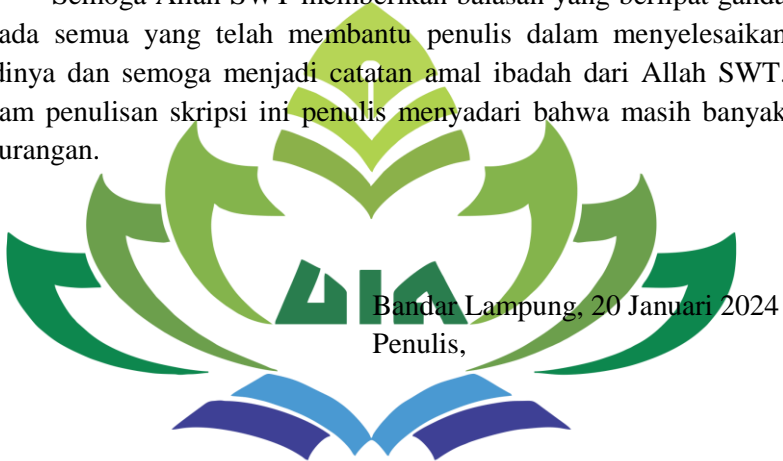 Semoga Allah SWT memberikan balasan yang berlipat ganda
ada semua yang telah membantu penulis dalam menyelesaikan
dinya dan semoga menjadi catatan amal ibadah dari Allah SWT.
am penulisan skripsi ini penulis menyadari bahwa masih banyak
urangan.
UIN
Bandar Lampung, 20 Januari 2024
Penulis,